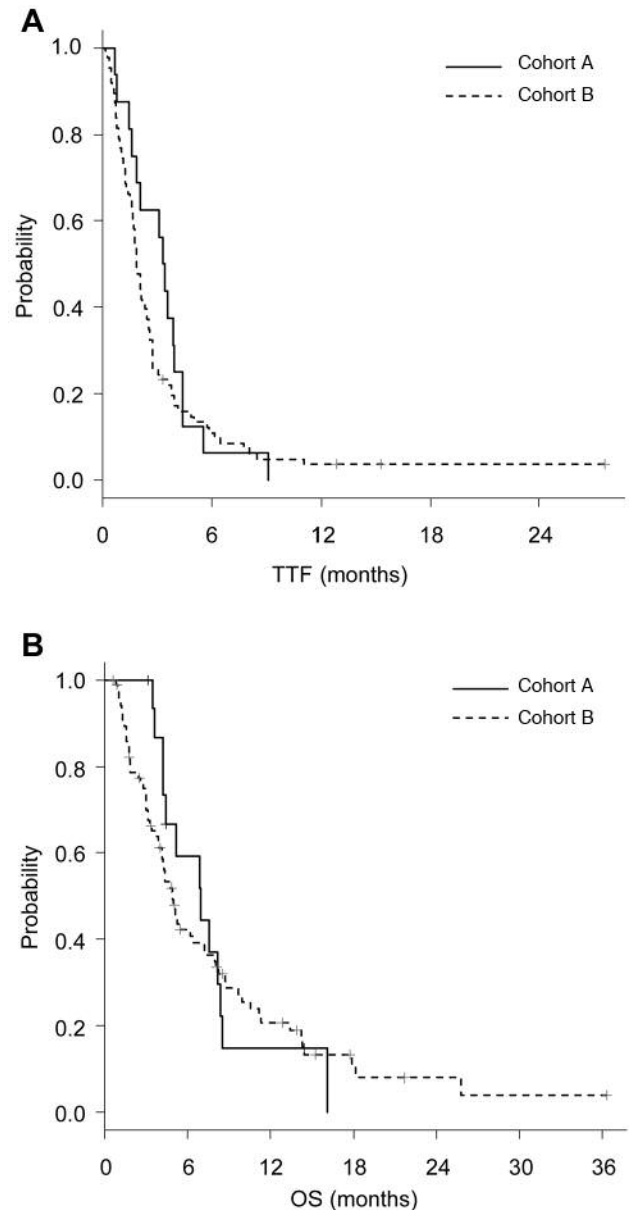 A
1.0
0.8
0.6
0.4
0.2
0.0
Probability
Cohort A
Cohort B
0 6 12 18 24
TTF (months)
B
1.0
0.8
0.6
0.4
0.2
0.0
Probability
Cohort A
Cohort B
0 6 12 18 24 30 36
OS (months)